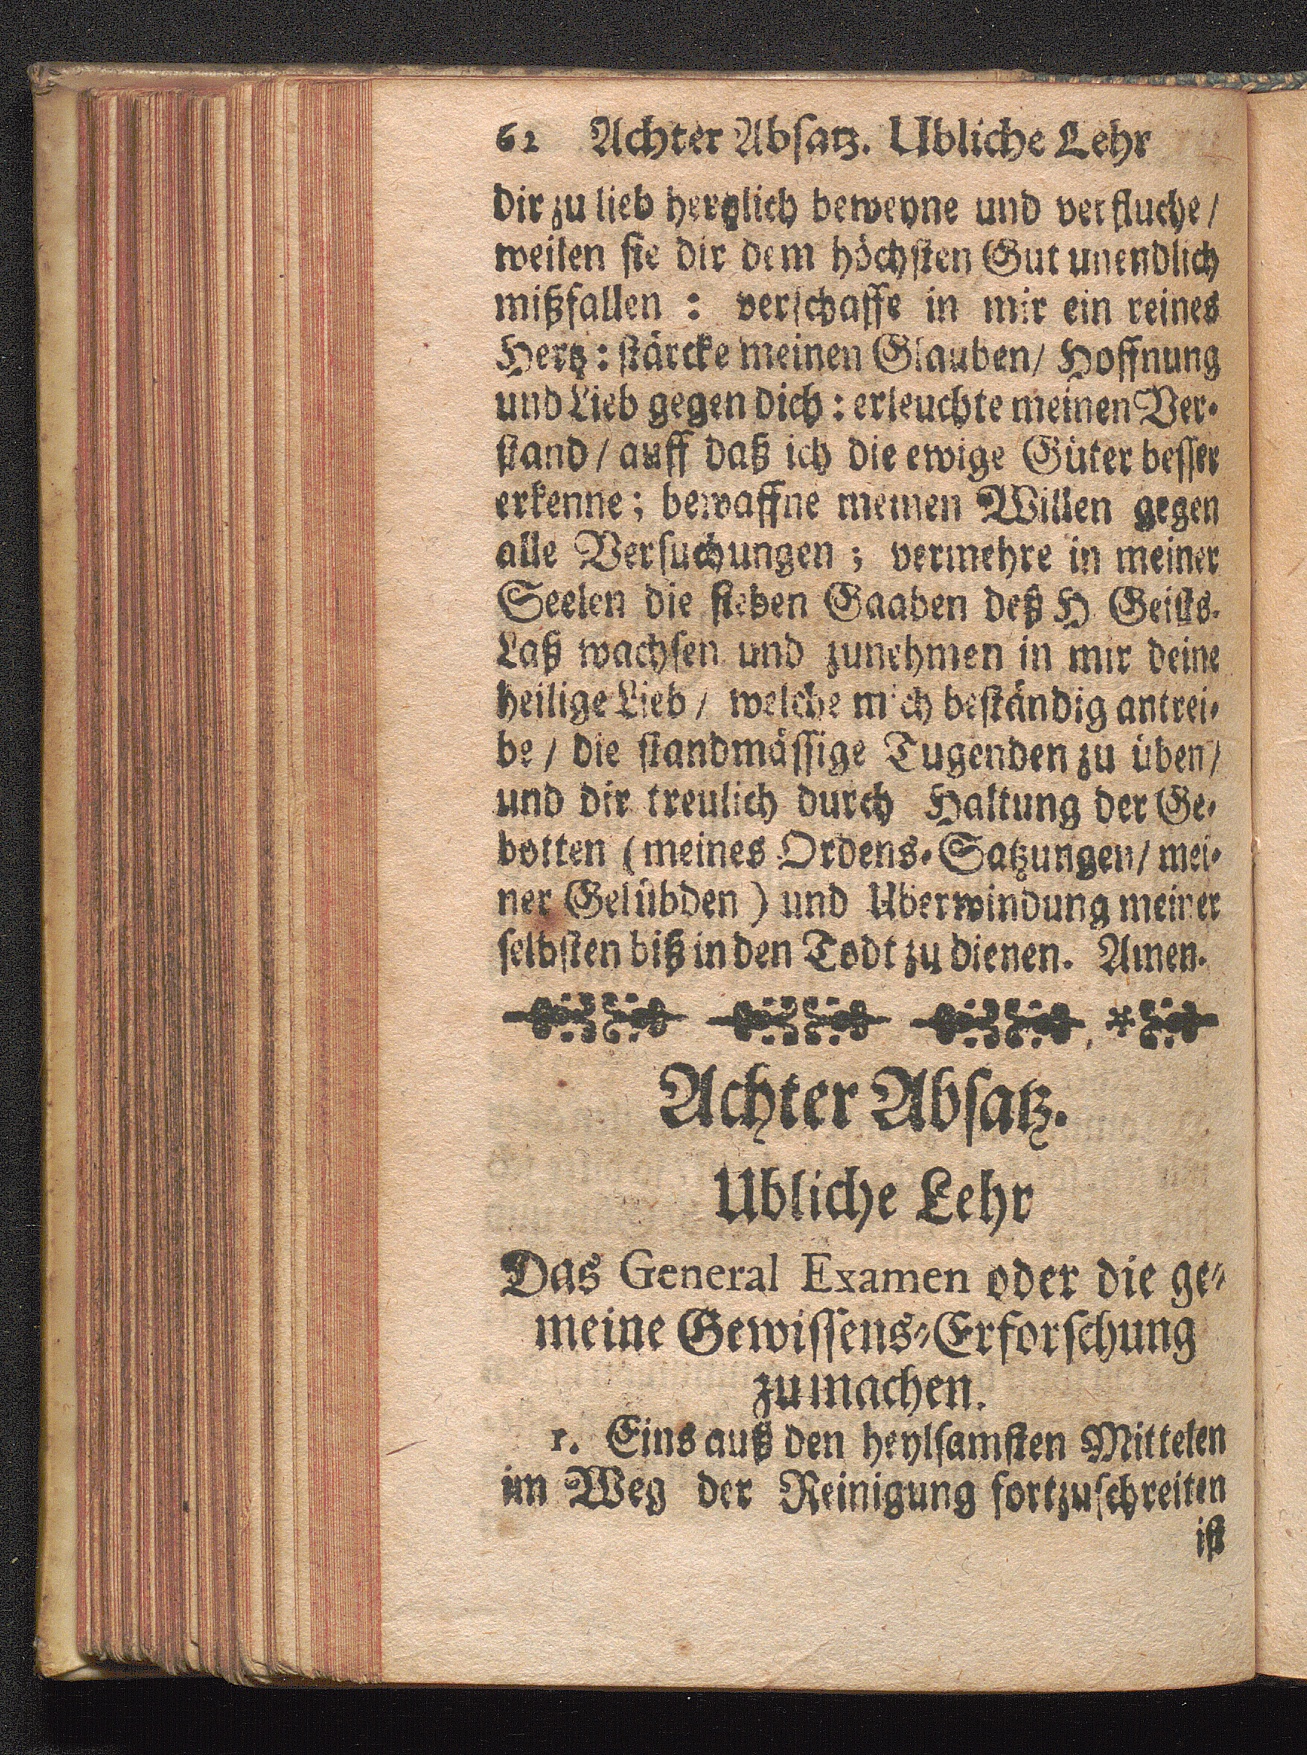 62 Achter Absatz. Ubliche Lehr
dir zu lieb hertzlich beweyne und verfluche /
weilen sie dir dem höchsten Gut unendlich
mißfallen : verschaffe in mir ein reines
Hertz : stärcke meinen Glauben / Hoffnung
und Lieb gegen dich : erleuchte meinen Ver-
stand / auff daß ich die ewige Güter besser
erkenne ; bewaffne meinen Willen gegen
alle Versuchungen ; vermehre in meiner
Seelen die sieben Gaaben deß H Geists.
Laß wachsen und zunehmen in mir deine
heilige Lieb / welche mich beständig antrei-
be / die standmässige Tugenden zu üben /
und dir treulich durch Haltung der Ge-
botten ( meines Ordens-Satzungen / mei-
ner Gelübden ) und Uberwindung meiner
selbsten biß in den Todt zu dienen. Amen.
Achter Absatz.
Ubliche Lehr
Das General Examen oder die ge-
meine Gewissens-Erforschung
zu machen.
1. Eins auß den heylsamsten Mittelen
im Weg der Reinigung fortzuschreiten
ist